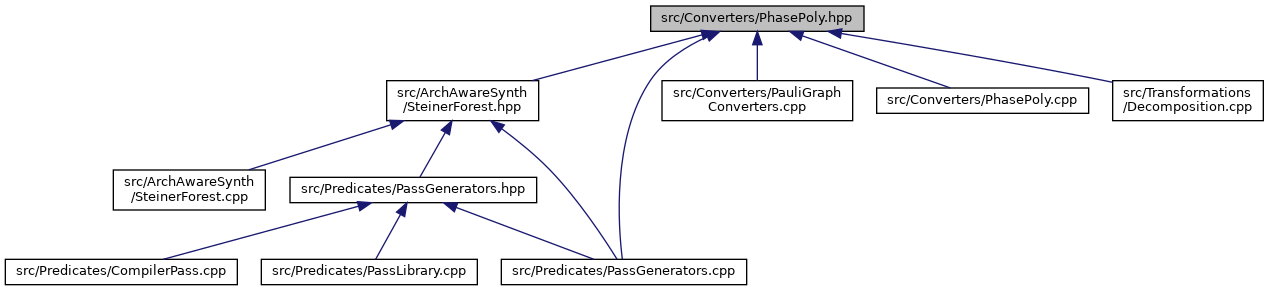 src/Converters/PhasePoly.hpp
src/ArchAwareSynth
/SteinerForest.hpp
src/Converters/PauliGraph
Converters.cpp
src/Converters/PhasePoly.cpp
src/Transformations
/Decomposition.cpp
src/ArchAwareSynth
/SteinerForest.cpp
src/Predicates/PassGenerators.hpp
src/Predicates/CompilerPass.cpp
src/Predicates/PassLibrary.cpp
src/Predicates/PassGenerators.cpp